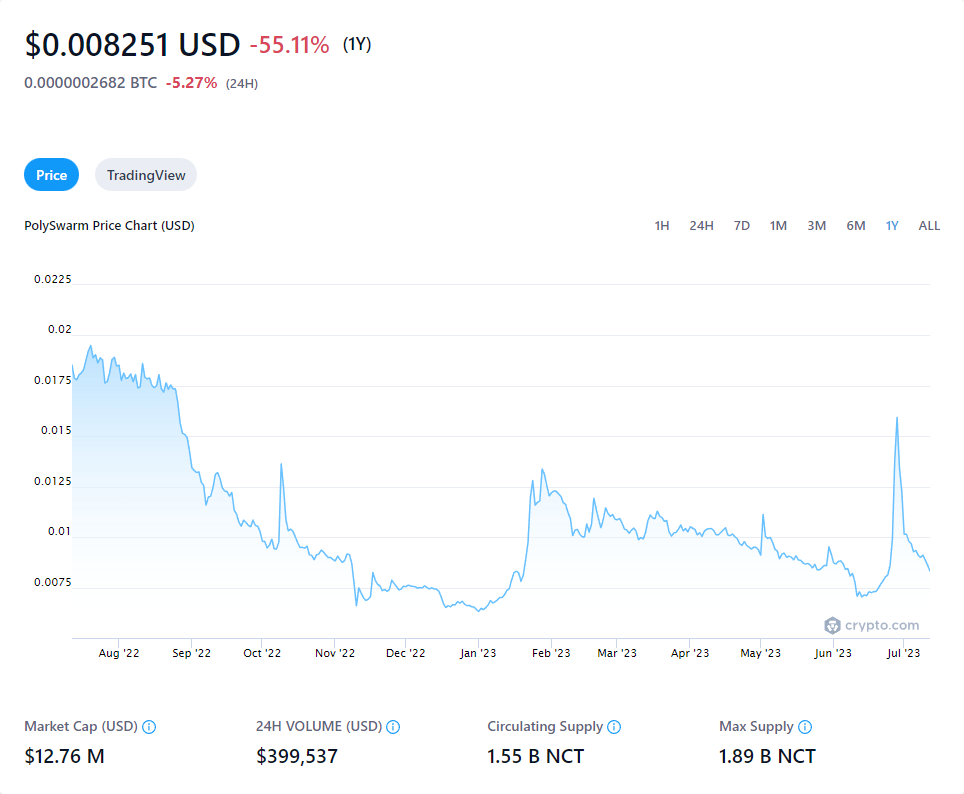 $0.008251 USD -55.11% (1Y)
0.0000002682 BTC -5.27% (24H)
Price TradingView
PolySwarm Price Chart (USD) 1H 24H 7D 1M 3M 6M 1Y ALL
0.0225
0.02
0.0175
0.015
0.0125
0.01
0.0075
crypto.com
Aug '22 Sep '22 Oct '22 Nov '22 Dec '22 Jan '23 Feb '23 Mar '23 Apr '23 May '23 Jun '23 Jul '23
Market Cap (USD) 24H VOLUME (USD) Circulating Supply Max Supply
$12.76 M $399,537 1.55 B NCT 1.89 B NCT